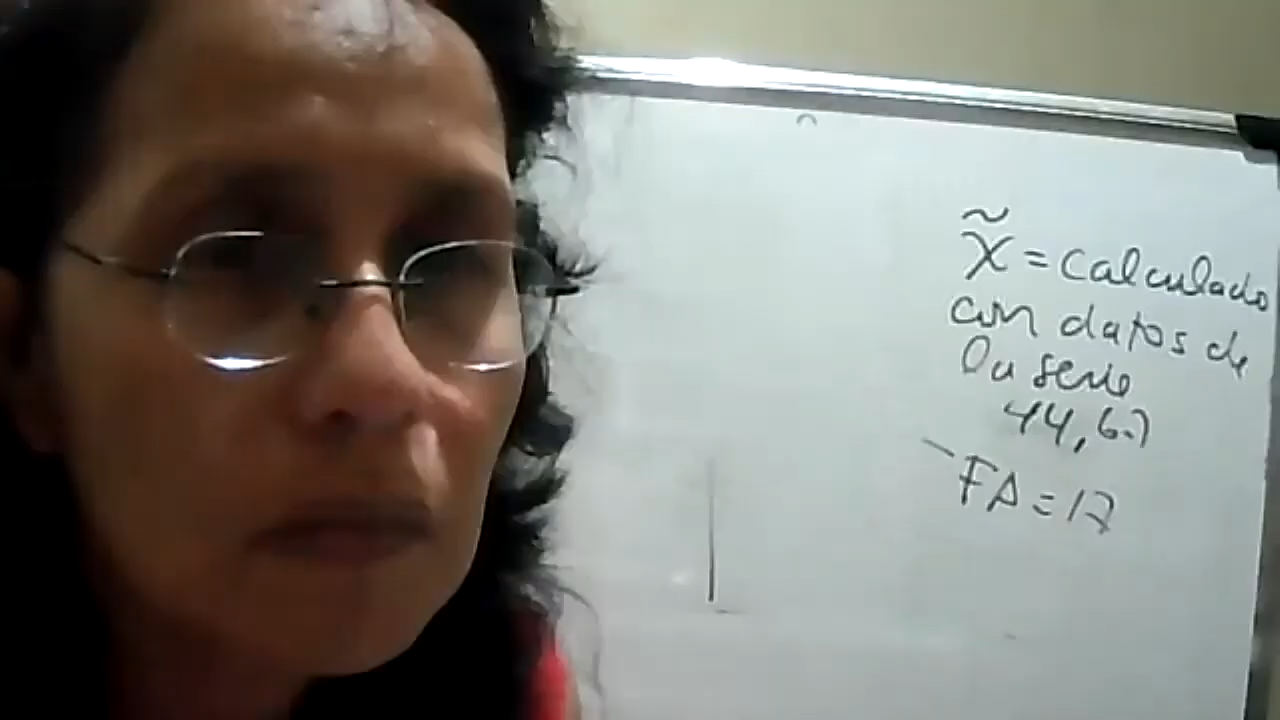 x̃ = calculado
con datos de
la serie
44,67
FA = 17